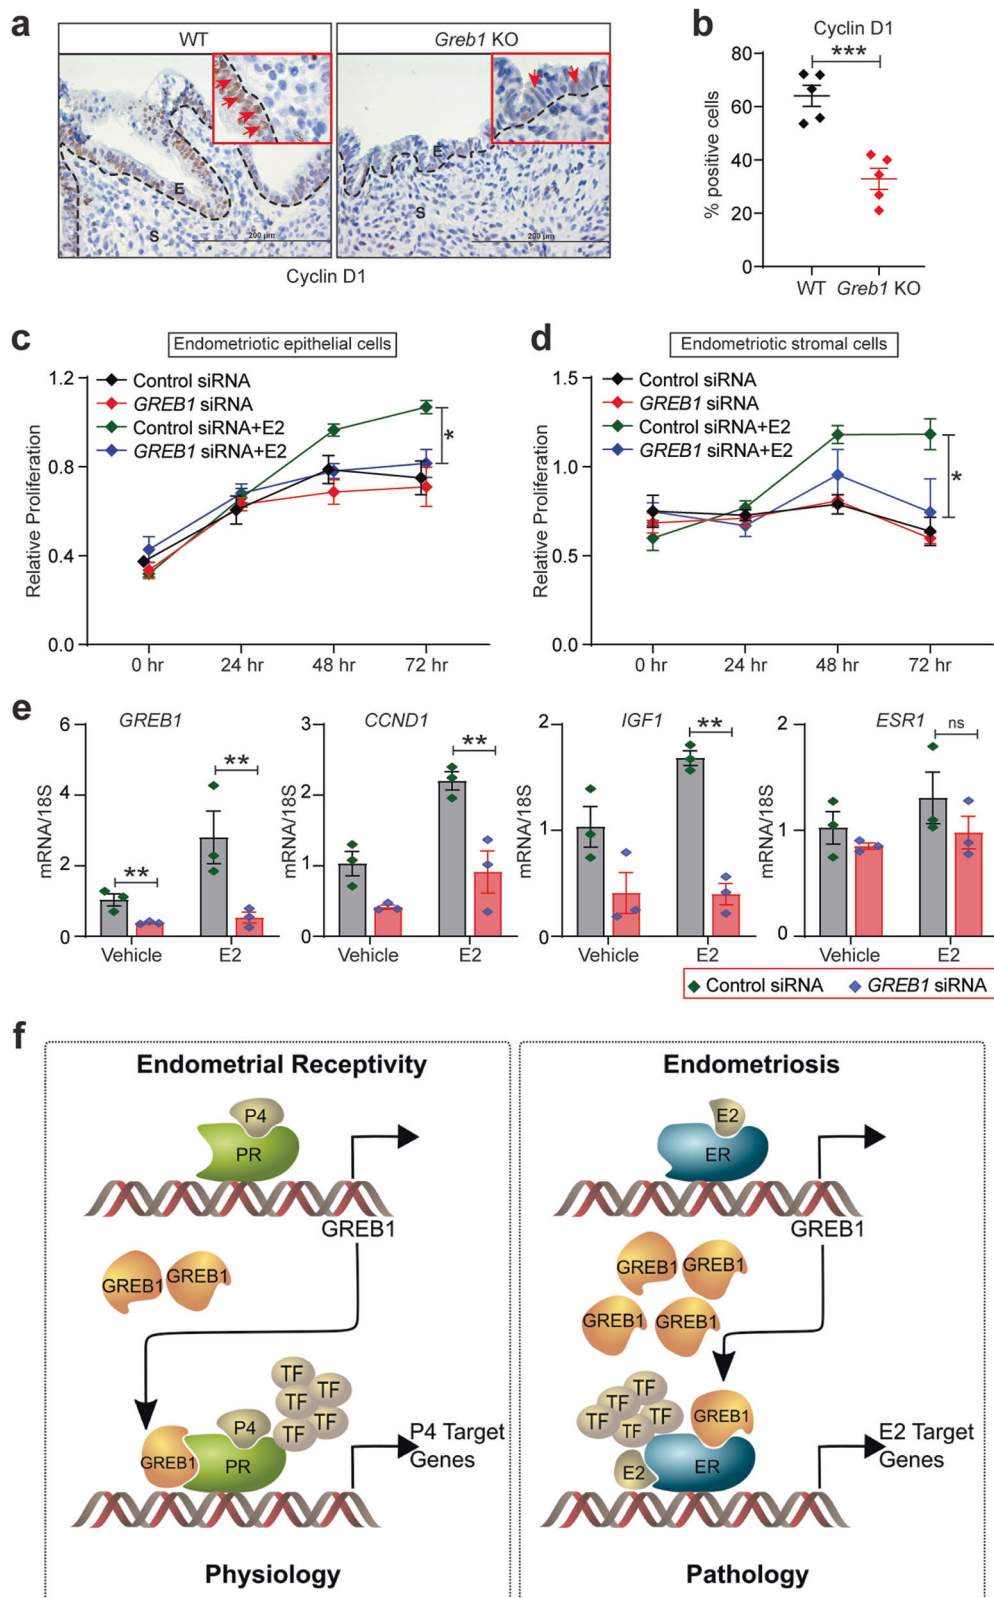 a
WT
Greb1 KO
E
S
200 µm
E
S
200 µm
Cyclin D1
b
Cyclin D1
***
80
60
40
20
0
% positive cells
WT Greb1 KO
c
Endometriotic epithelial cells
Control siRNA
GREB1 siRNA
Control siRNA+E2
GREB1 siRNA+E2
1.2
0.8
0.4
0.0
Relative Proliferation
*
0 hr 24 hr 48 hr 72 hr
d
Endometriotic stromal cells
Control siRNA
GREB1 siRNA
Control siRNA+E2
GREB1 siRNA+E2
1.5
1.0
0.5
0.0
Relative Proliferation
*
0 hr 24 hr 48 hr 72 hr
e
GREB1
6
4
2
0
mRNA/18S
**
**
Vehicle E2
CCND1
3
2
1
0
mRNA/18S
**
Vehicle E2
IGF1
2
1
0
mRNA/18S
**
Vehicle E2
ESR1
2
1
0
mRNA/18S
ns
Vehicle E2
Control siRNA GREB1 siRNA
f
Endometrial Receptivity
P4
PR
GREB1
GREB1
GREB1
TF
TF
TF
TF
TF
TF
P4
GREB1
PR
P4 Target
Genes
Physiology
Endometriosis
E2
ER
GREB1
GREB1
GREB1
GREB1
GREB1
TF
TF
TF
TF
TF
GREB1
E2
ER
E2 Target
Genes
Pathology